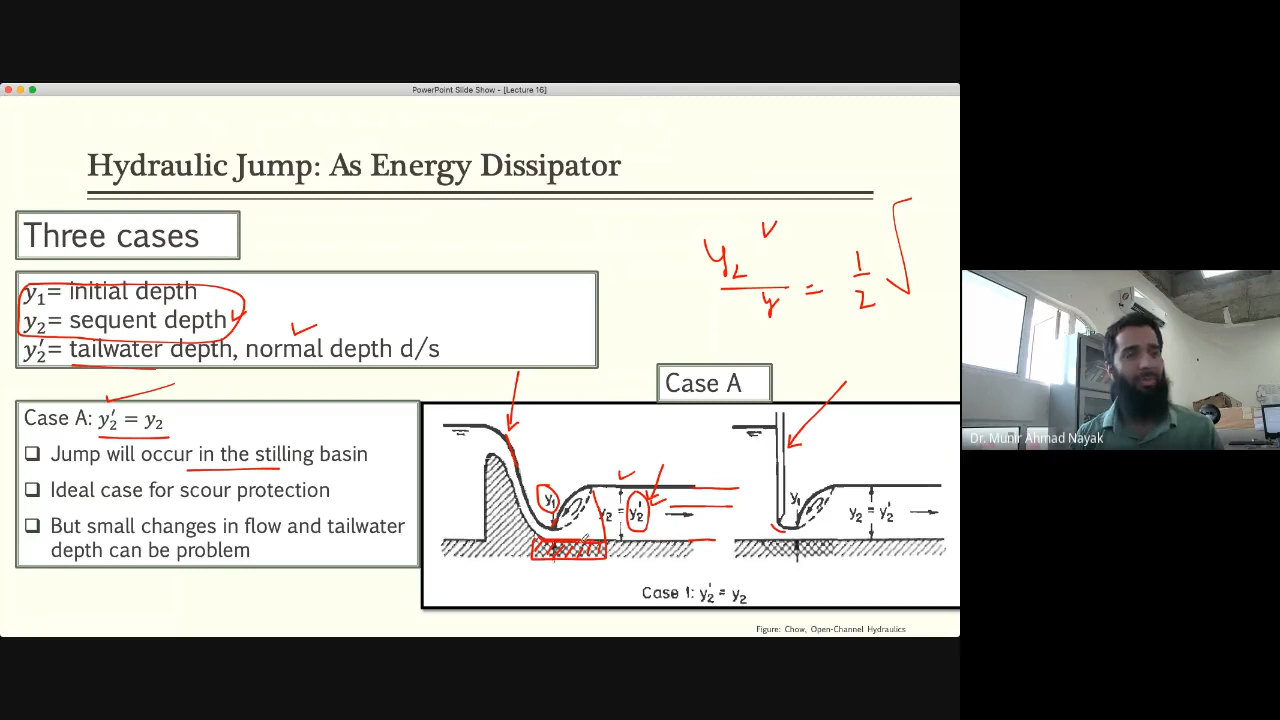 PowerPoint Slide Show - [Lecture 16]
Hydraulic Jump: As Energy Dissipator
Three cases
y₁= initial depth
y₂= sequent depth
y₂′= tailwater depth, normal depth d/s
y₂
y = 1/2 √
Case A
Case A: y₂′ = y₂
Jump will occur in the stilling basin
Ideal case for scour protection
But small changes in flow and tailwater
depth can be problem
y₁
y₂ = y₂′
y₁
y₂ = y₂′
Case 1: y₂′ = y₂
Figure: Chow, Open-Channel Hydraulics
Dr. Munir Ahmad Nayak